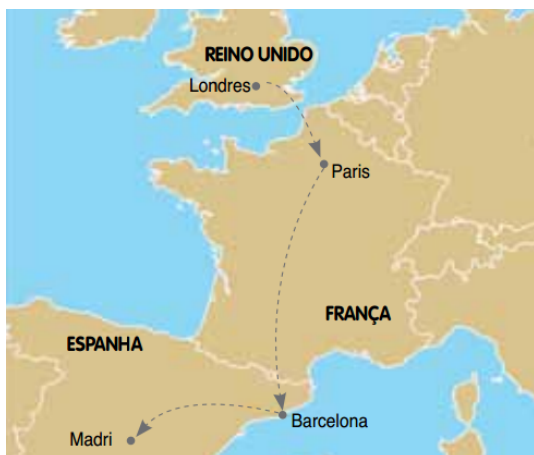 REINO UNIDO
Londres
Paris
FRANÇA
ESPANHA
Barcelona
Madri